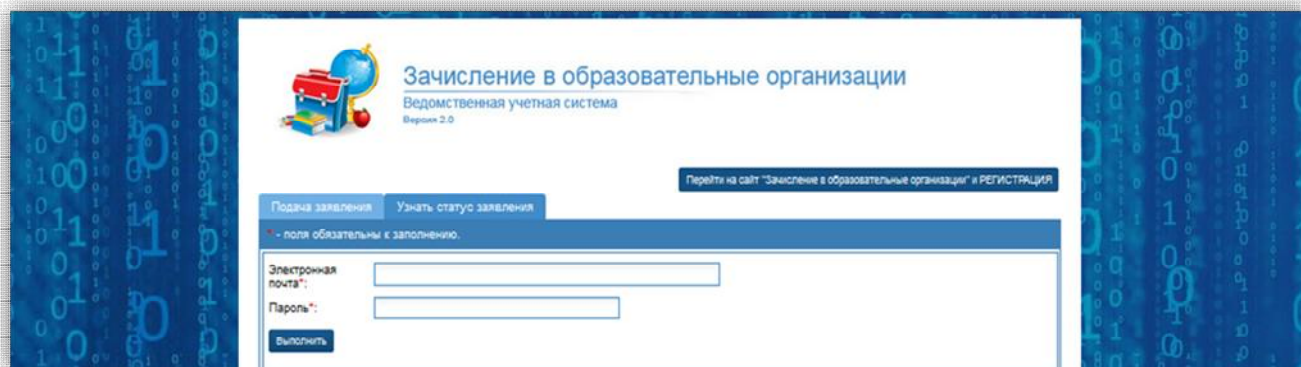 Зачисление в образовательные организации
Ведомственная учетная система
Версия 2.0
Перейти на сайт "Зачисление в образовательные организации" и РЕГИСТРАЦИЯ
Подача заявления Узнать статус заявления
* - поля обязательны к заполнению.
Электронная
почта*:
Пароль*:
Выполнить